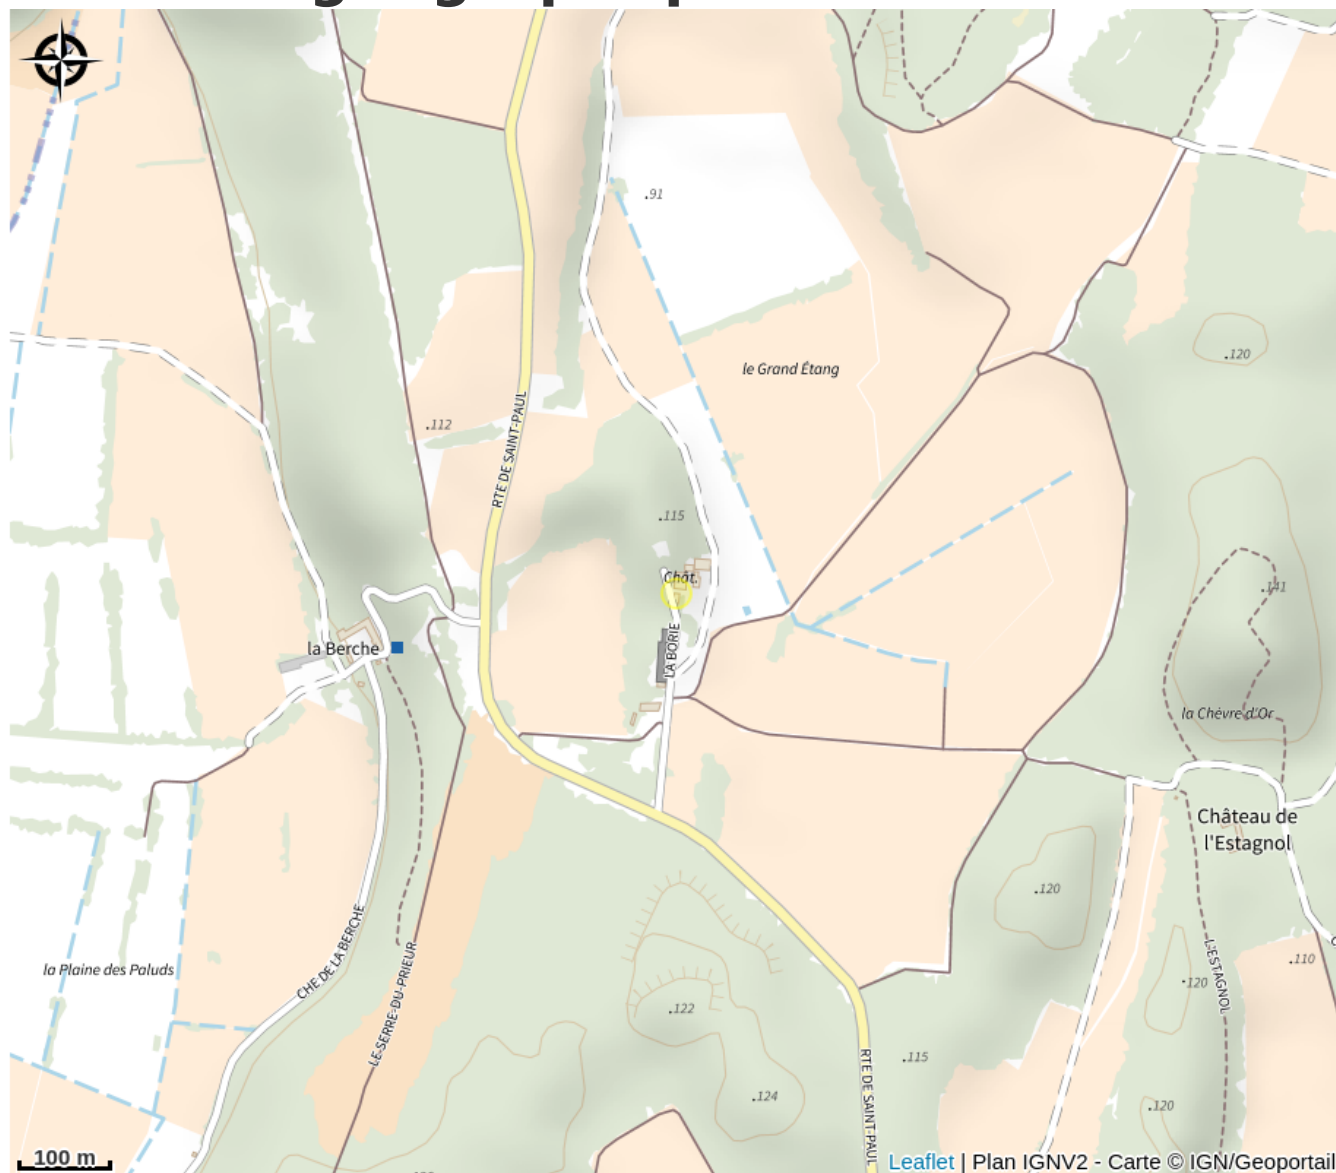 .91
le Grand Étang
.120
.112
RTE DE SAINT-PAUL
.115
Chât.
.141
LA BORIE
la Berche
la Chèvre d'Or
Château de
l'Estagnol
.120
CHE DE LA BERCHE
LE-SERRE-DU-PRIEUR
L'ESTAGNOL
la Plaine des Paluds
.110
.120
.122
.115
RTE DE SAINT-PAUL
.124
.120
100 m
Leaflet | Plan IGNV2 - Carte © IGN/Geoportail